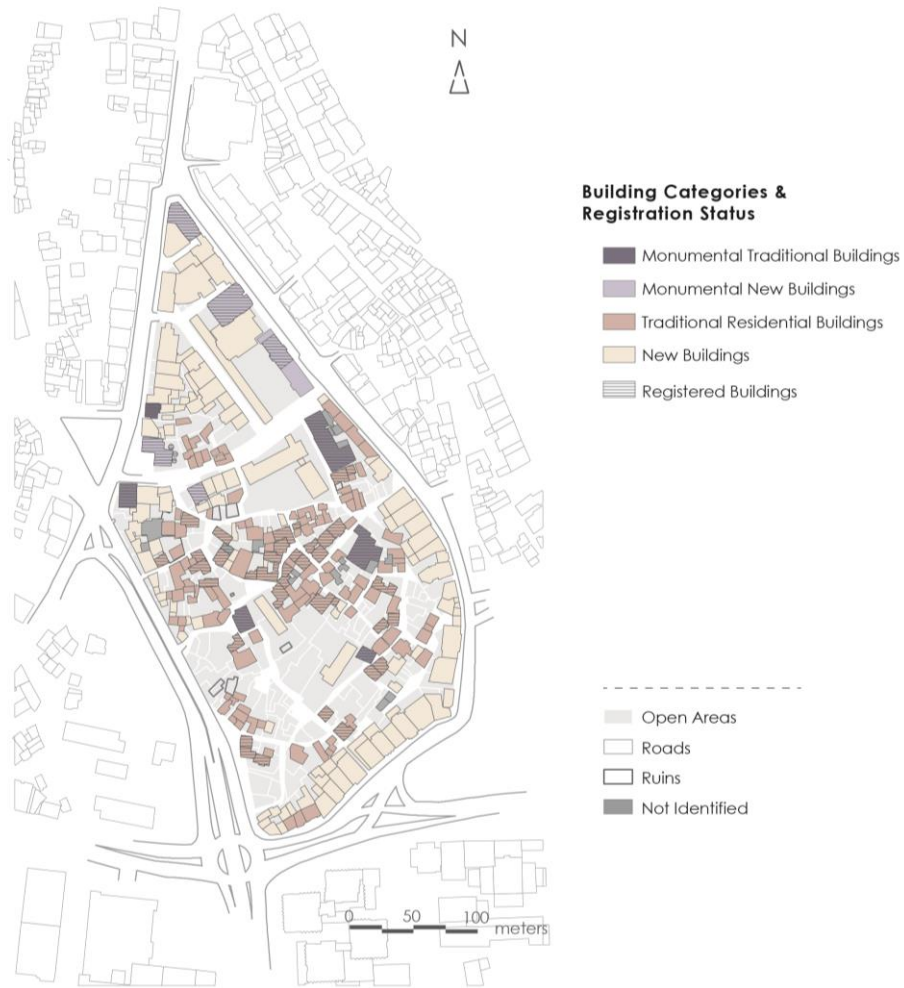 N
Building Categories &
Registration Status
Monumental Traditional Buildings
Monumental New Buildings
Traditional Residential Buildings
New Buildings
Registered Buildings
Open Areas
Roads
Ruins
Not Identified
0 50 100
meters